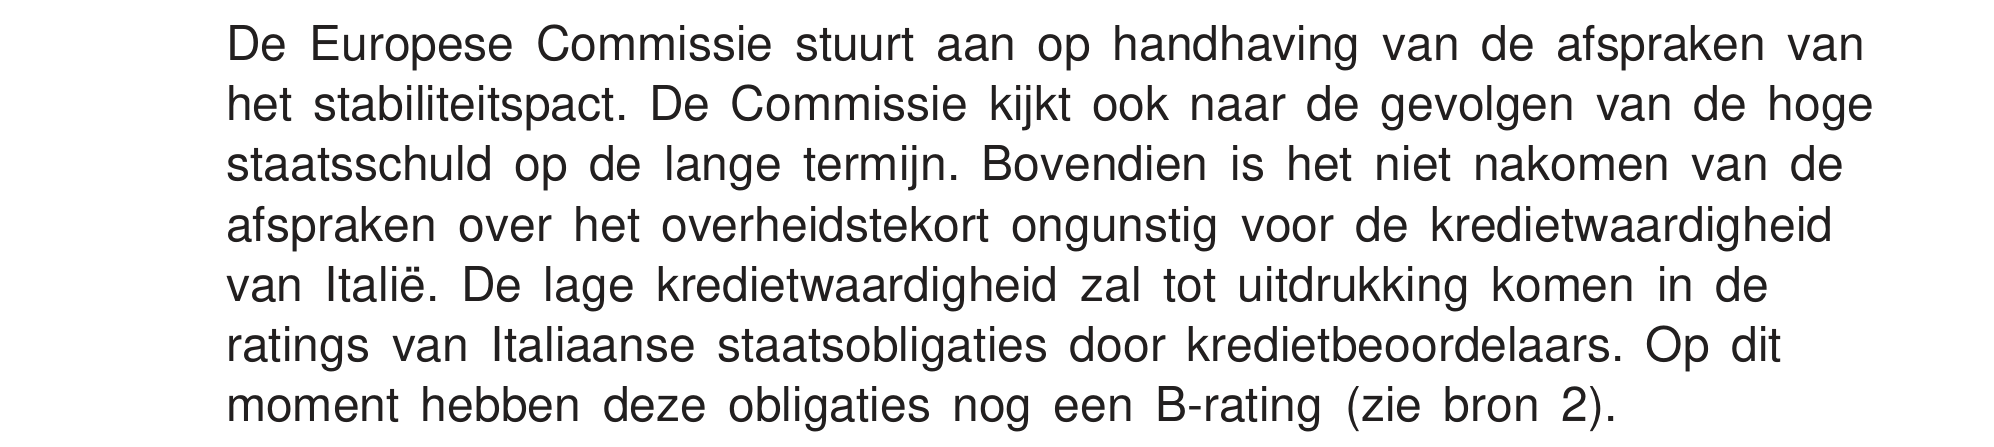 De Europese Commissie stuurt aan op handhaving van de afspraken van
het stabiliteitspact. De Commissie kijkt ook naar de gevolgen van de hoge
staatsschuld op de lange termijn. Bovendien is het niet nakomen van de
afspraken over het overheidstekort ongunstig voor de kredietwaardigheid
van Italië. De lage kredietwaardigheid zal tot uitdrukking komen in de
ratings van Italiaanse staatsobligaties door kredietbeoordelaars. Op dit
moment hebben deze obligaties nog een B-rating (zie bron 2).